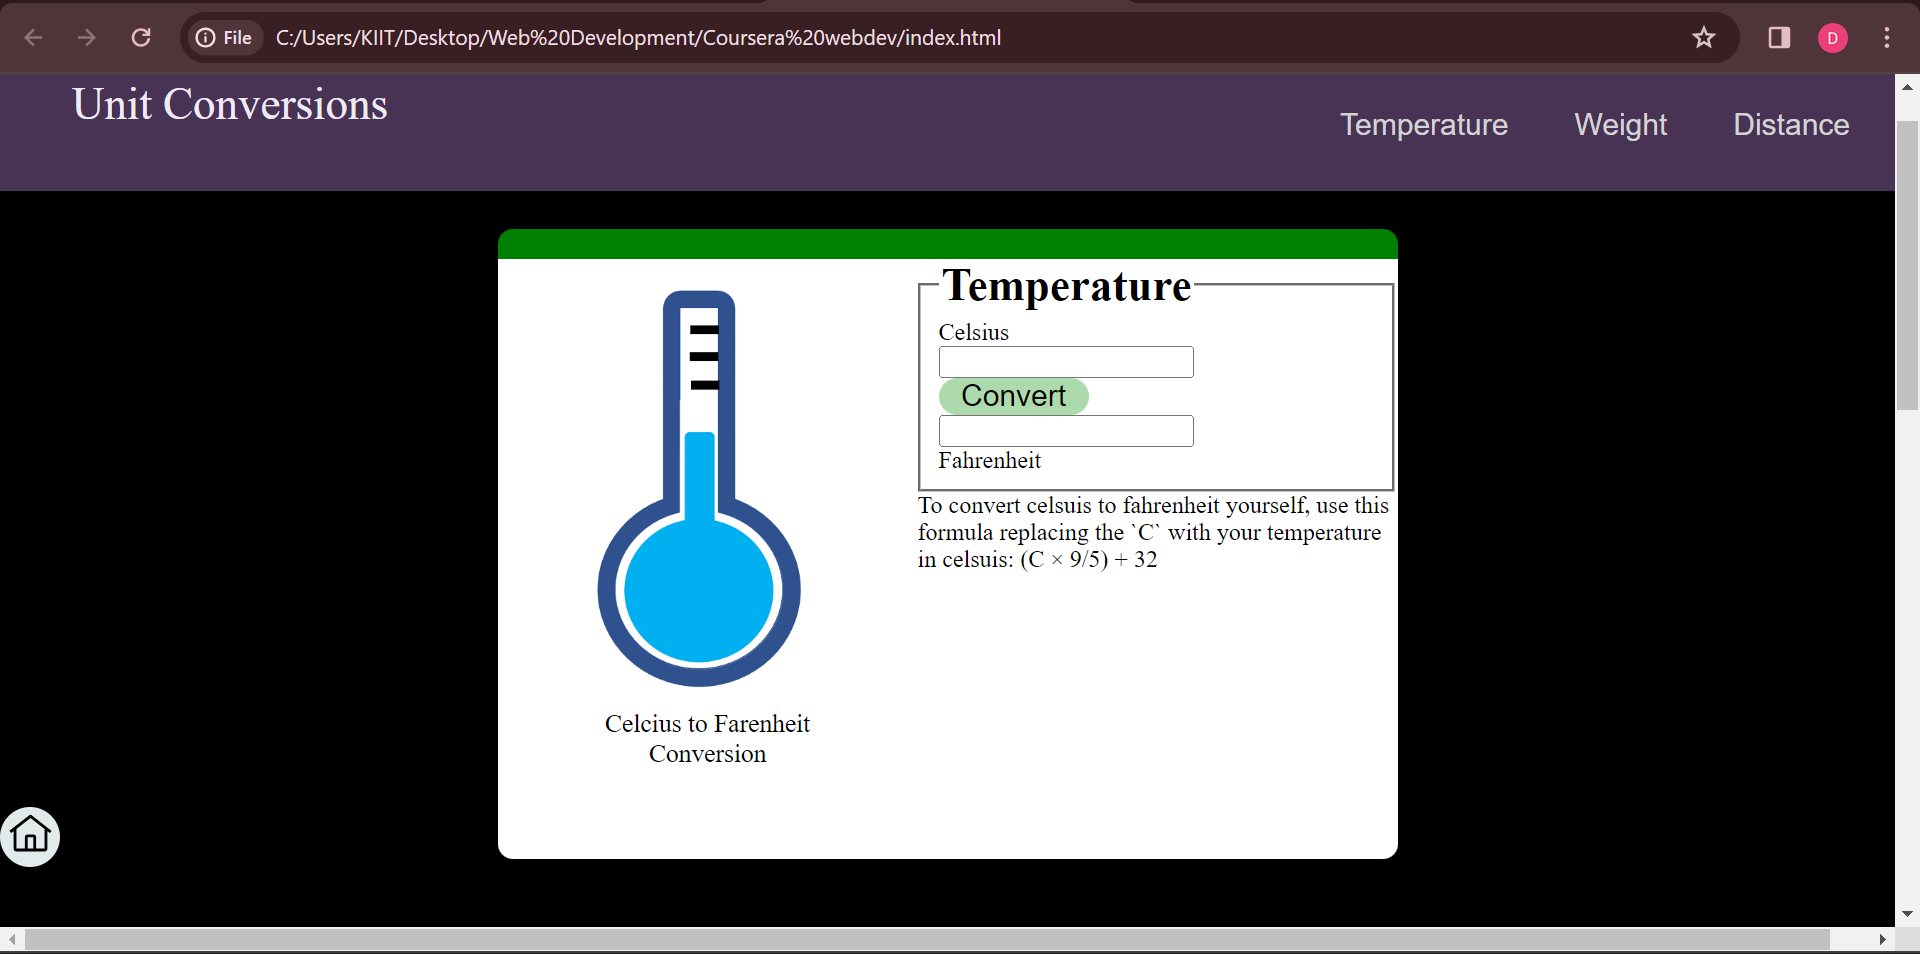 File C:/Users/KIIT/Desktop/Web%20Development/Coursera%20webdev/index.html
D
Unit Conversions
Temperature Weight Distance
Temperature
Celsius
Convert
Fahrenheit
To convert celsuis to fahrenheit yourself, use this
formula replacing the `C` with your temperature
in celsuis: (C × 9/5) + 32
Celcius to Farenheit
Conversion